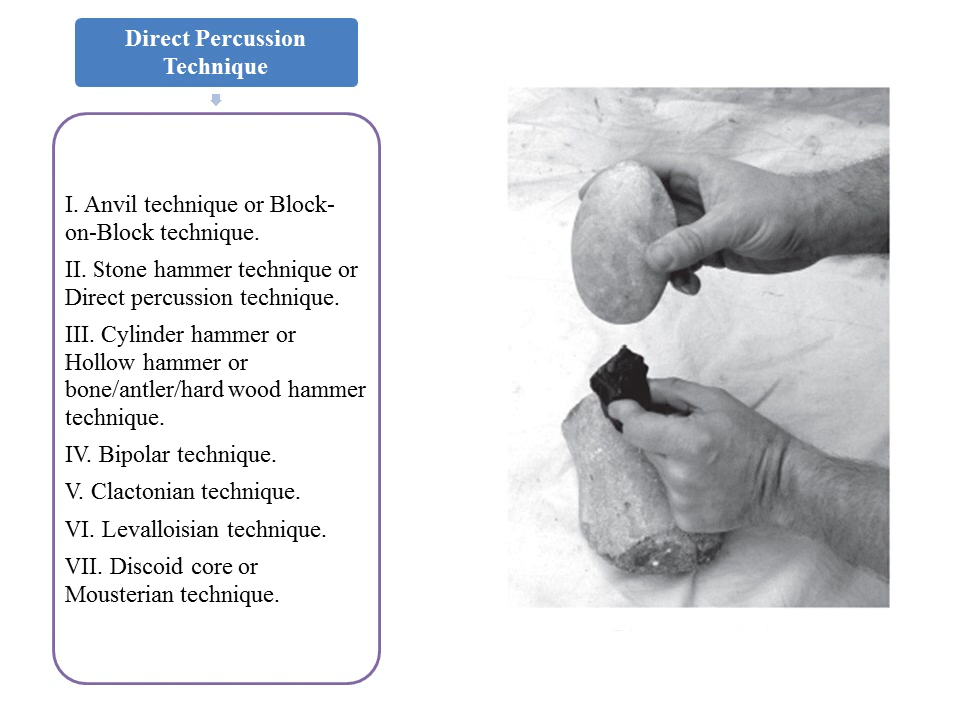 Direct Percussion
Technique
I. Anvil technique or Block-
on-Block technique.
II. Stone hammer technique or
Direct percussion technique.
III. Cylinder hammer or
Hollow hammer or
bone/antler/hard wood hammer
technique.
IV. Bipolar technique.
V. Clactonian technique.
VI. Levalloisian technique.
VII. Discoid core or
Mousterian technique.